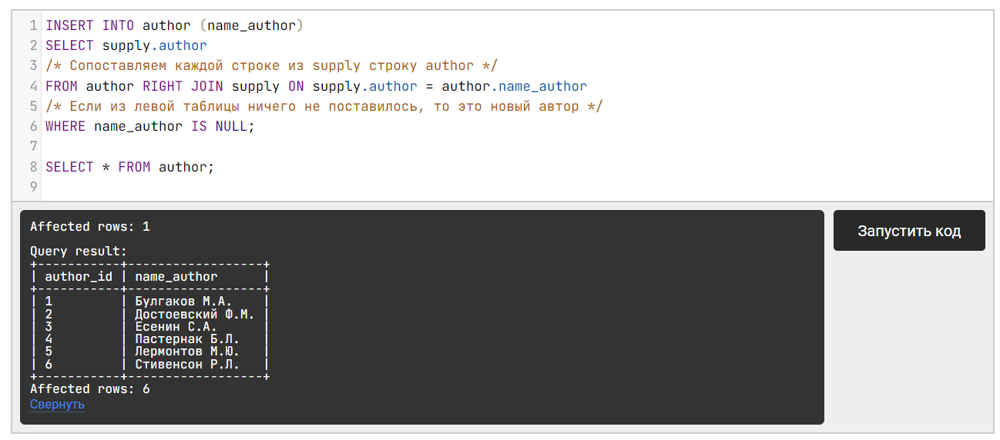 1 INSERT INTO author (name_author)
2 SELECT supply.author
3 /* Сопоставляем каждой строке из supply строку author */
4 FROM author RIGHT JOIN supply ON supply.author = author.name_author
5 /* Если из левой таблицы ничего не поставилось, то это новый автор */
6 WHERE name_author IS NULL;
7
8 SELECT * FROM author;
9
Affected rows: 1
Запустить код
Query result:
+-----------+------------------+
| author_id | name_author      |
+-----------+------------------+
| 1         | Булгаков М.А.    |
| 2         | Достоевский Ф.М. |
| 3         | Есенин С.А.      |
| 4         | Пастернак Б.Л.   |
| 5         | Лермонтов М.Ю.   |
| 6         | Стивенсон Р.Л.   |
+-----------+------------------+
Affected rows: 6
Свернуть